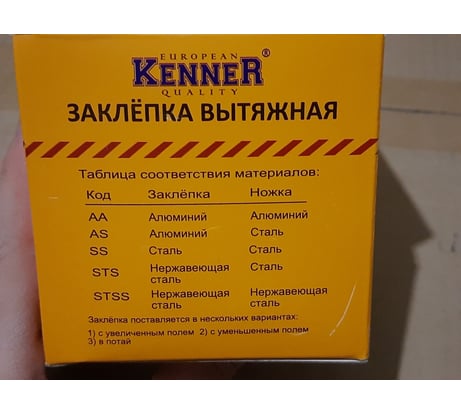 EUROPEAN
KENNER®
QUALITY
ЗАКЛЁПКА ВЫТЯЖНАЯ
Таблица соответствия материалов:
Код Заклёпка Ножка
AA Алюминий Алюминий
AS Алюминий Сталь
SS Сталь Сталь
STS Нержавеющая сталь Сталь
STSS Нержавеющая сталь Нержавеющая сталь
Заклёпка поставляется в нескольких вариантах:
1) с увеличенным полем 2) с уменьшенным полем
3) в потай